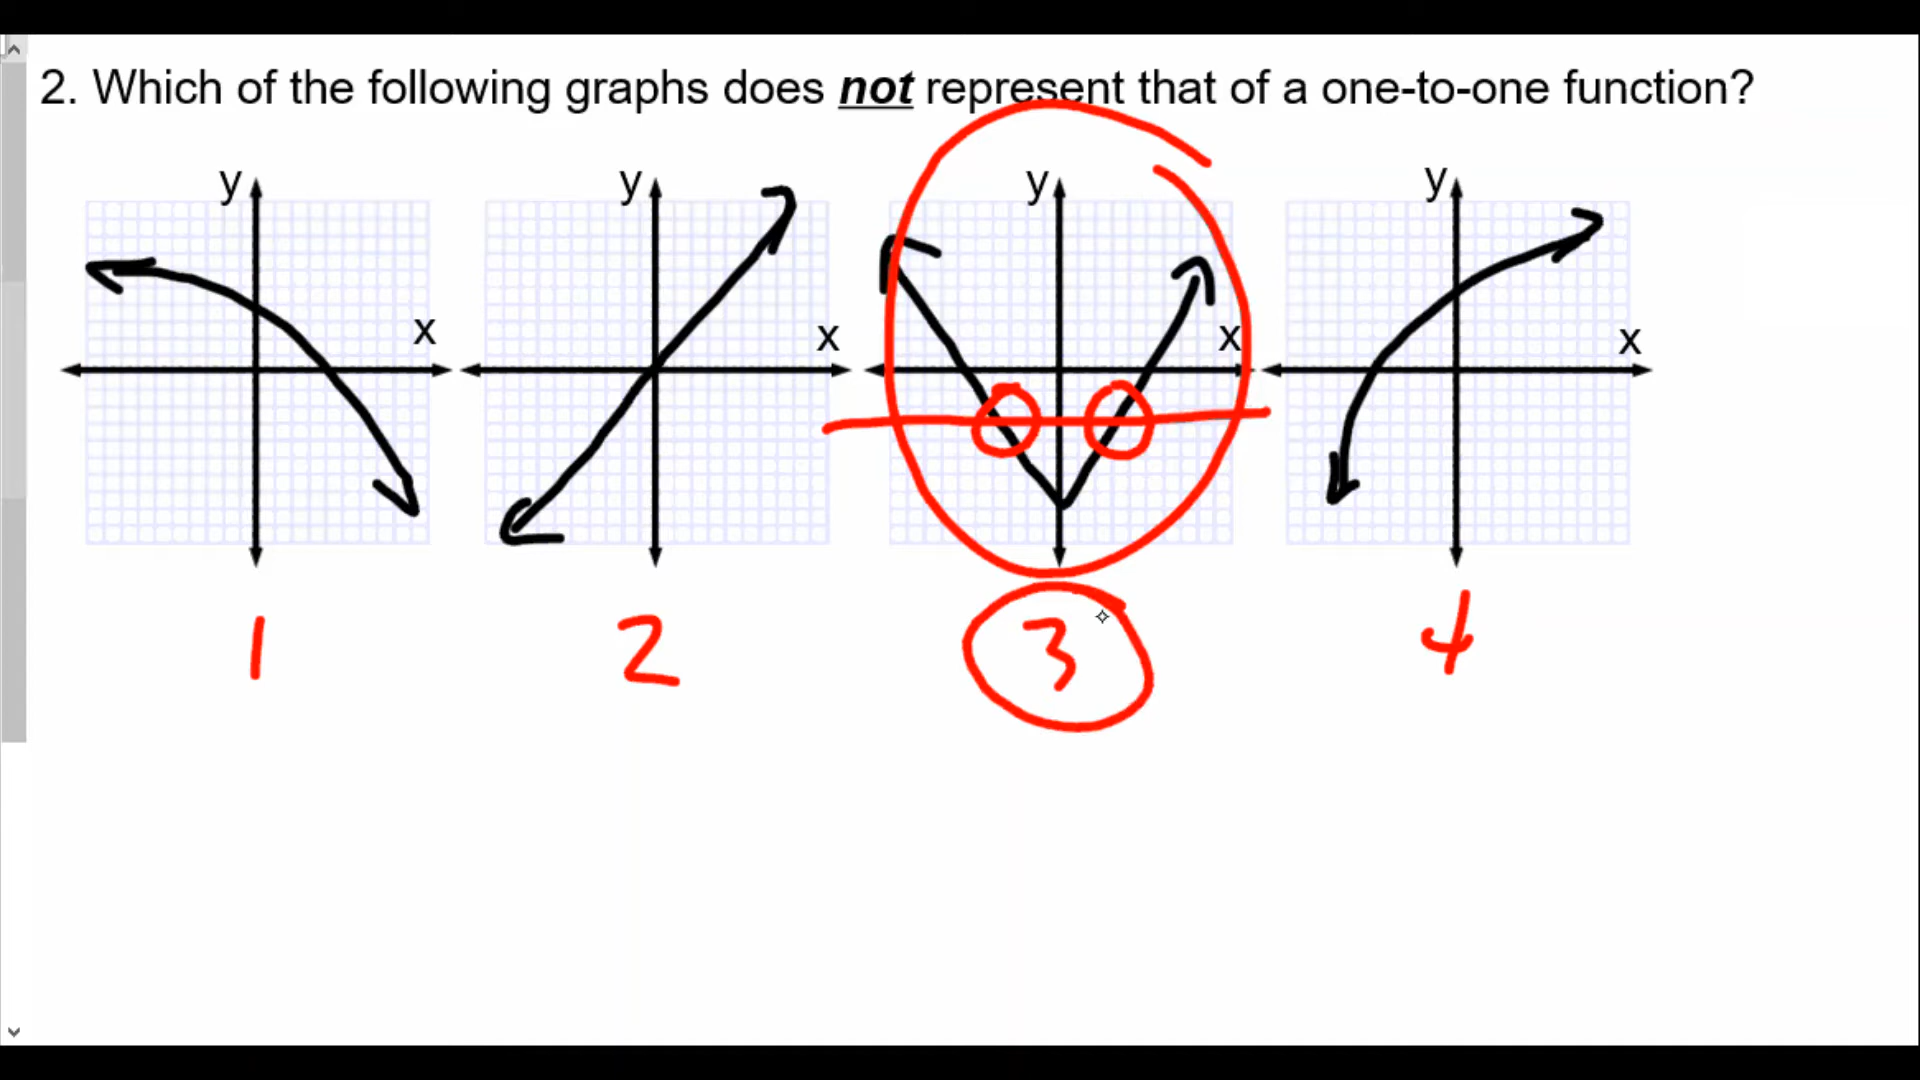 2. Which of the following graphs does not represent that of a one-to-one function?
y y y y
x x x x
1 2 3 4